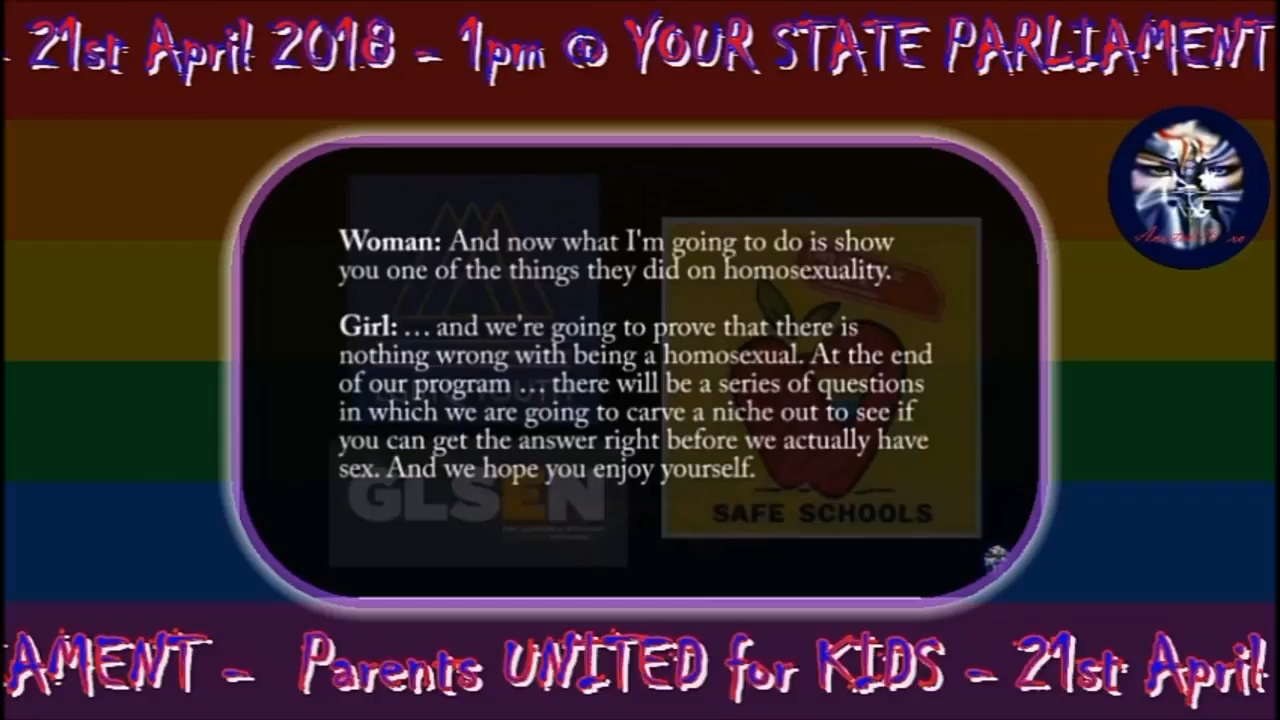 - 21st April 2018 - 1pm @ YOUR STATE PARLIAMENT
Woman: And now what I'm going to do is show
you one of the things they did on homosexuality.
Girl: … and we're going to prove that there is
nothing wrong with being a homosexual. At the end
of our program … there will be a series of questions
in which we are going to carve a niche out to see if
you can get the answer right before we actually have
sex. And we hope you enjoy yourself.
GLSEN
SAFE SCHOOLS
AMENT - Parents UNITED for KIDS - 21st April